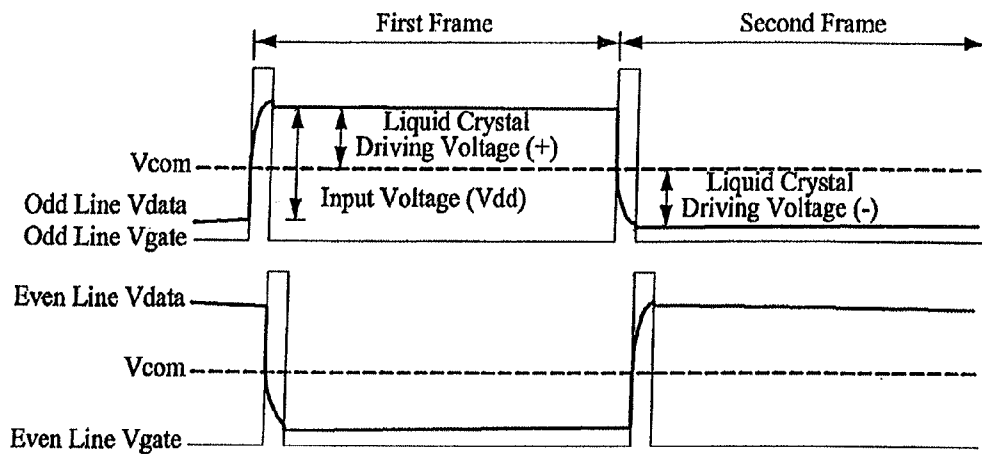 First Frame
Second Frame
Liquid Crystal
Driving Voltage (+)
Vcom
Input Voltage (Vdd)
Liquid Crystal
Driving Voltage (-)
Odd Line Vdata
Odd Line Vgate
Even Line Vdata
Vcom
Even Line Vgate